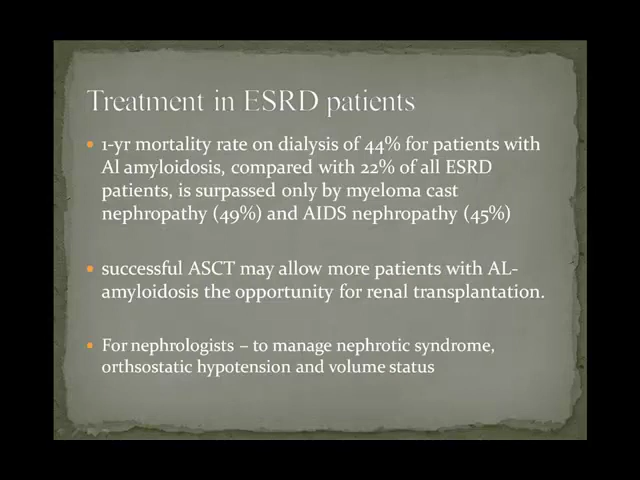 Treatment in ESRD patients
• 1-yr mortality rate on dialysis of 44% for patients with
Al amyloidosis, compared with 22% of all ESRD
patients, is surpassed only by myeloma cast
nephropathy (49%) and AIDS nephropathy (45%)
• successful ASCT may allow more patients with AL-
amyloidosis the opportunity for renal transplantation.
• For nephrologists – to manage nephrotic syndrome,
orthsostatic hypotension and volume status